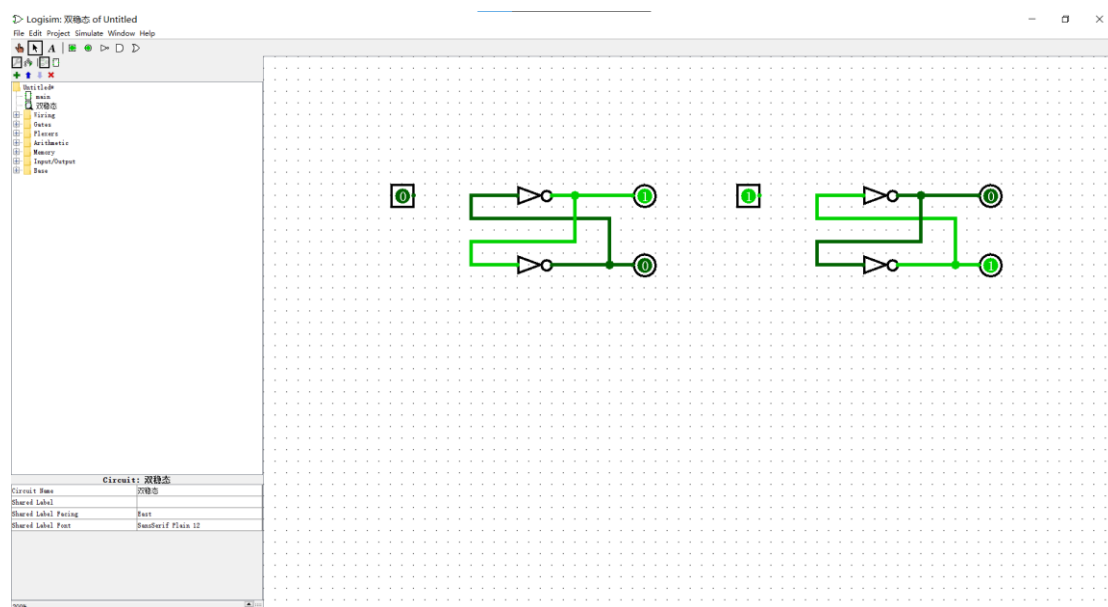 Logisim: 双稳态 of Untitled
File Edit Project Simulate Window Help
A
Untitled*
main
双稳态
Wiring
Gates
Plexers
Arithmetic
Memory
Input/Output
Base
0
1
1
0
0
1
Circuit: 双稳态
Circuit Name 双稳态
Shared Label
Shared Label Facing East
Shared Label Font SansSerif Plain 12